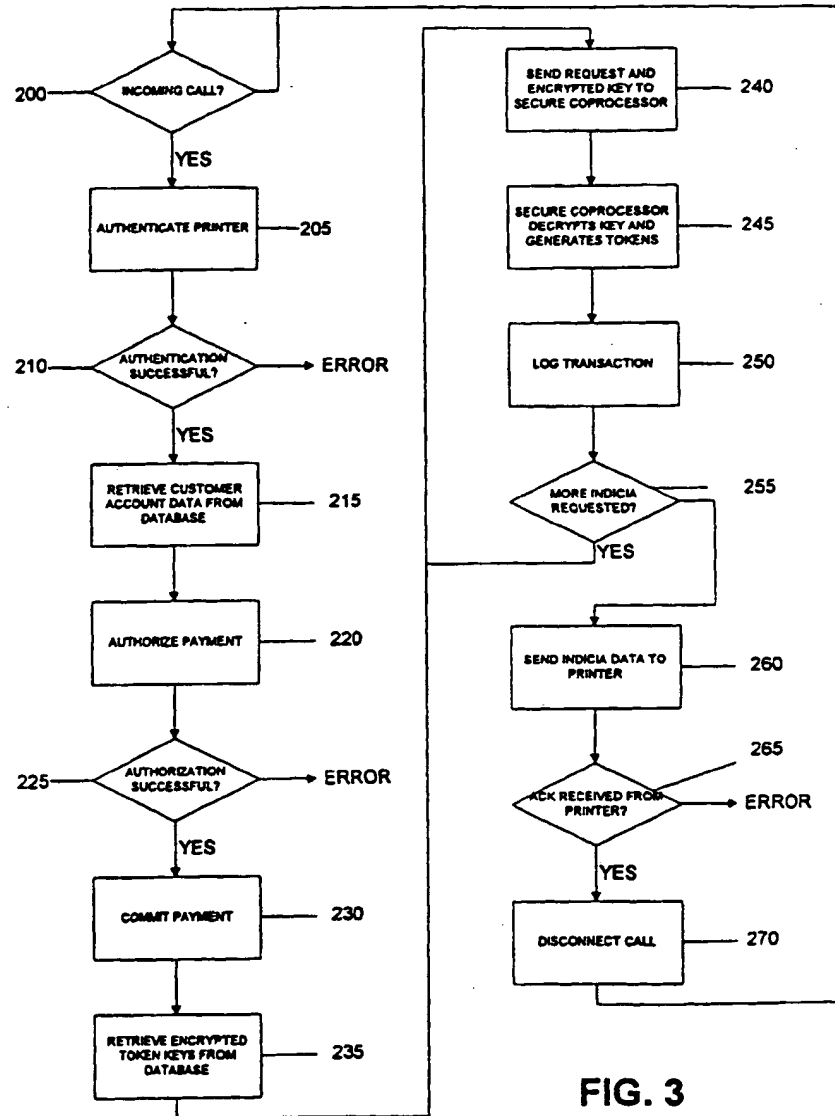 INCOMING CALL?
200
YES
AUTHENTICATE PRINTER
205
AUTHENTICATION
SUCCESSFUL?
210
ERROR
YES
RETRIEVE CUSTOMER
ACCOUNT DATA FROM
DATABASE
215
AUTHORIZE PAYMENT
220
AUTHORIZATION
SUCCESSFUL?
225
ERROR
YES
COMMIT PAYMENT
230
RETRIEVE ENCRYPTED
TOKEN KEYS FROM
DATABASE
235
SEND REQUEST AND
ENCRYPTED KEY TO
SECURE COPROCESSOR
240
SECURE COPROCESSOR
DECRYPTS KEY AND
GENERATES TOKENS
245
LOG TRANSACTION
250
MORE INDICIA
REQUESTED?
255
YES
SEND INDICIA DATA TO
PRINTER
260
265
ACK RECEIVED FROM
PRINTER?
ERROR
YES
DISCONNECT CALL
270
FIG. 3